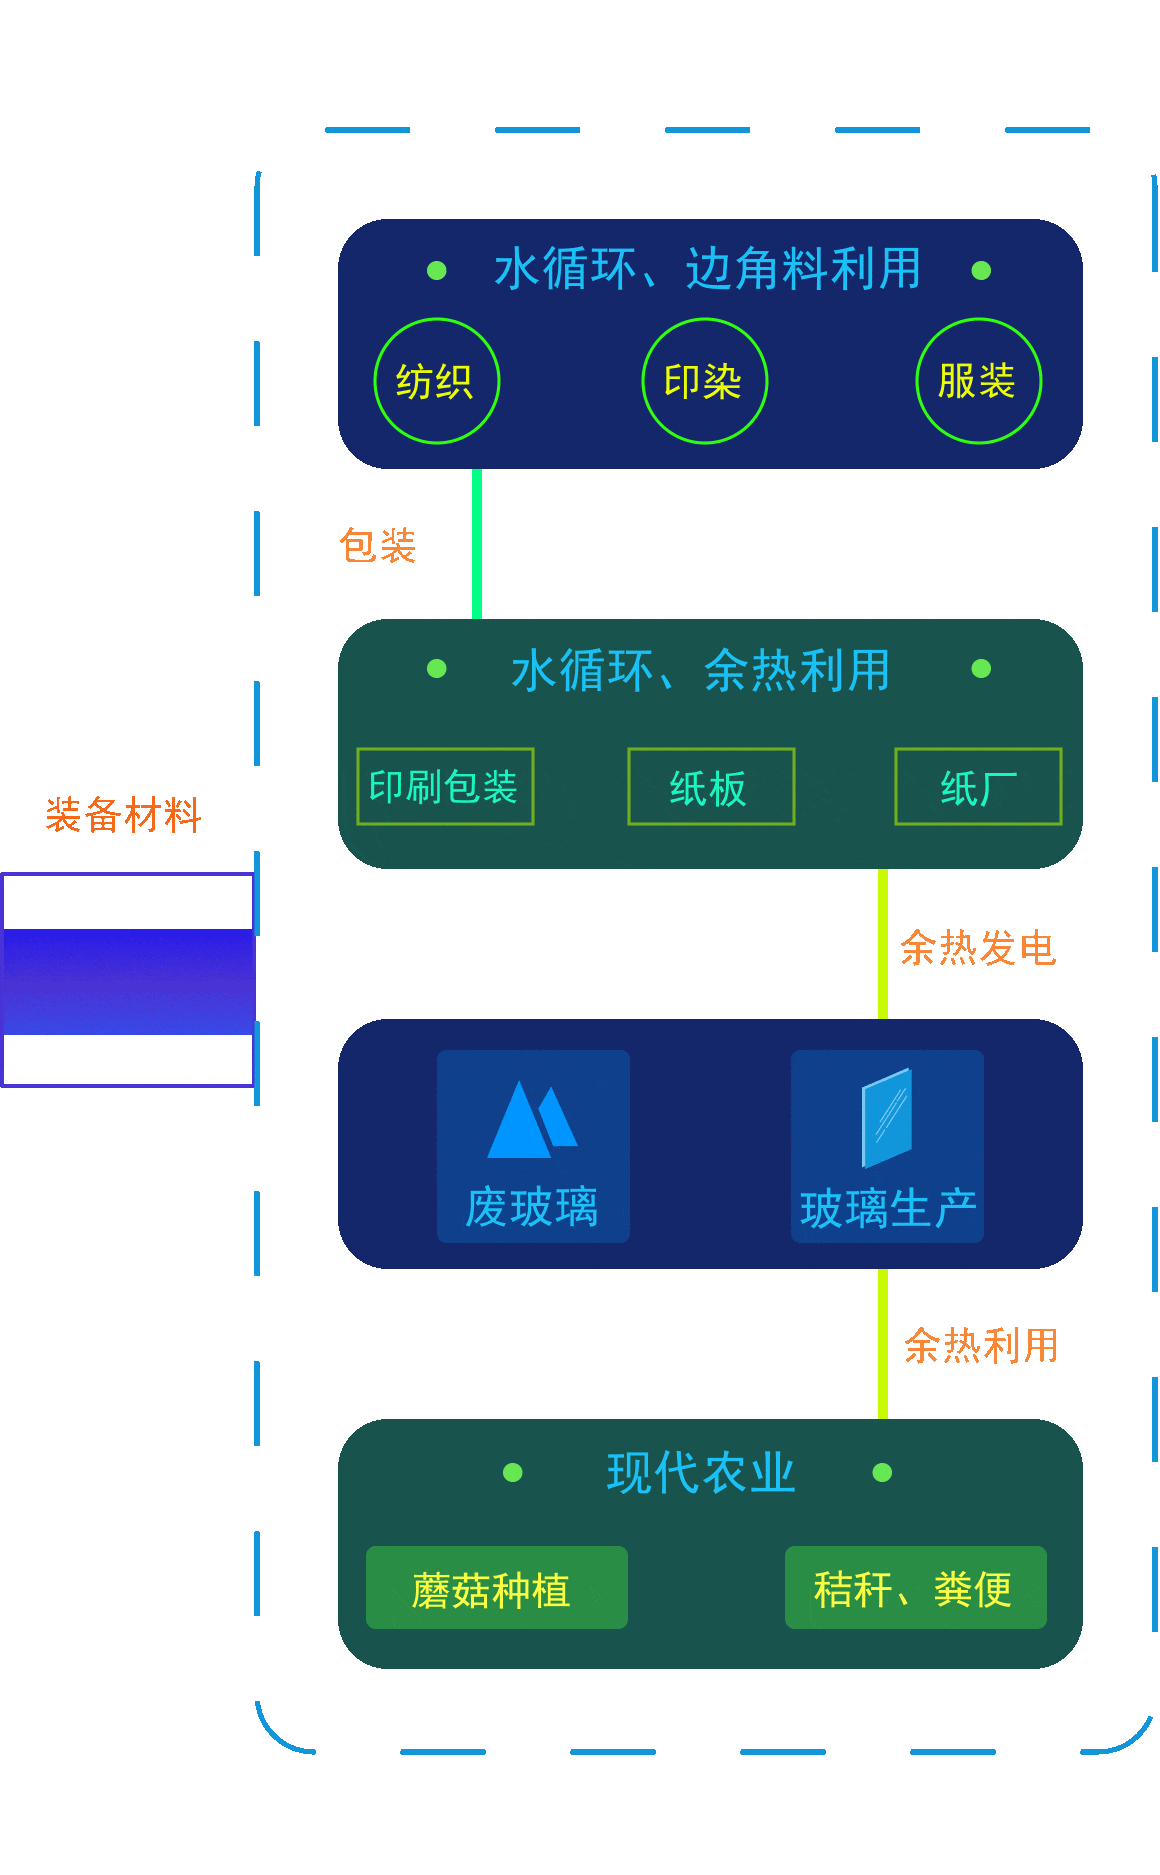 水循环、边角料利用
纺织
印染
服装
包装
水循环、余热利用
印刷包装
纸板
纸厂
装备材料
余热发电
废玻璃
玻璃生产
余热利用
现代农业
蘑菇种植
秸秆、粪便